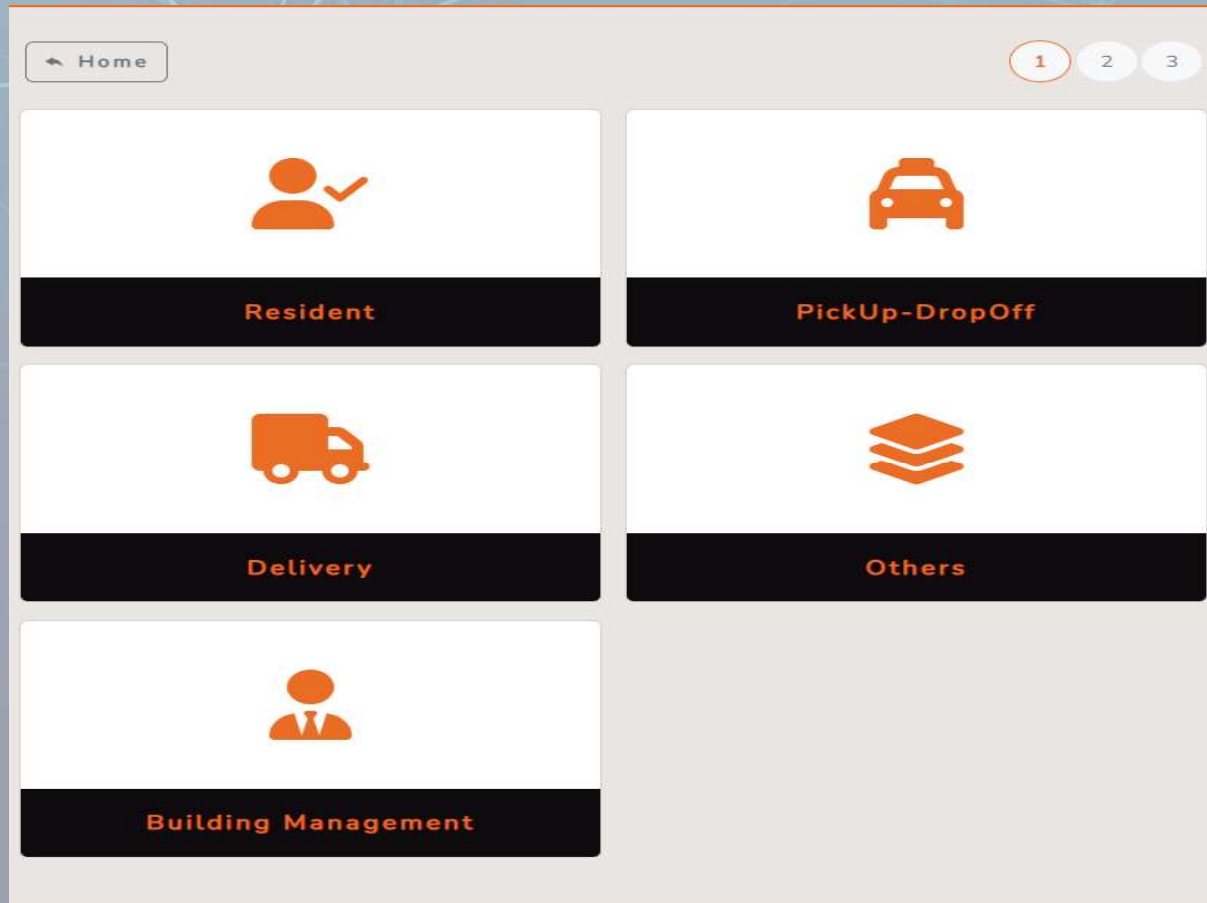 Home
1 2 3
Resident
PickUp-DropOff
Delivery
Others
Building Management